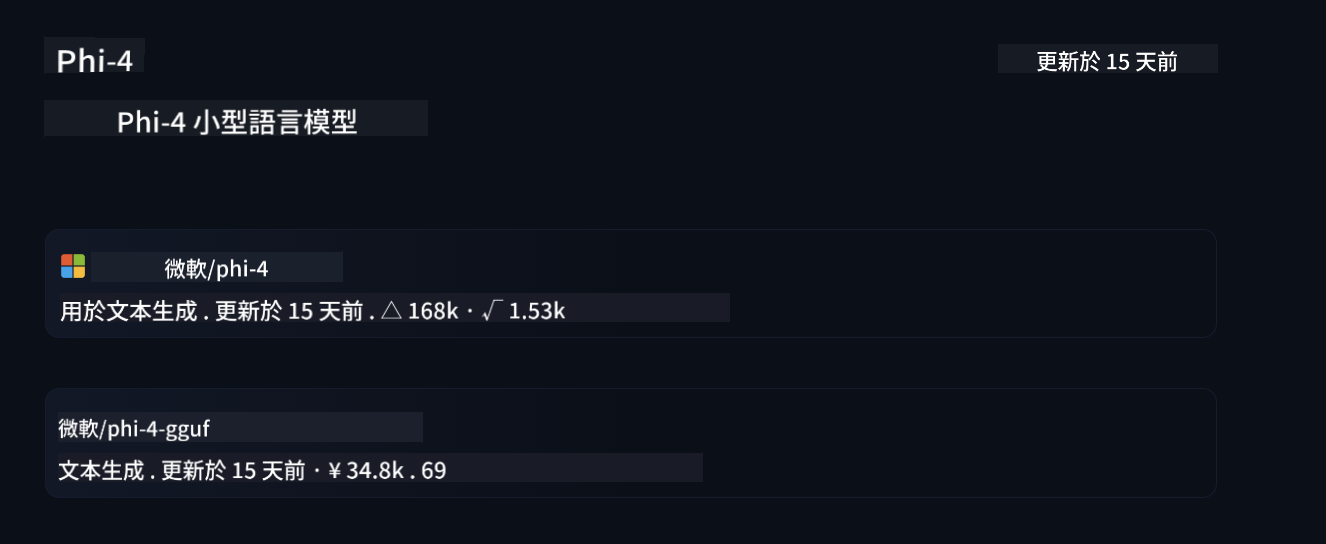 Phi-4
更新於 15 天前
Phi-4 小型語言模型
微軟/phi-4
用於文本生成 . 更新於 15 天前 . △ 168k · √ 1.53k
微軟/phi-4-gguf
文本生成 . 更新於 15 天前 · ¥ 34.8k . 69